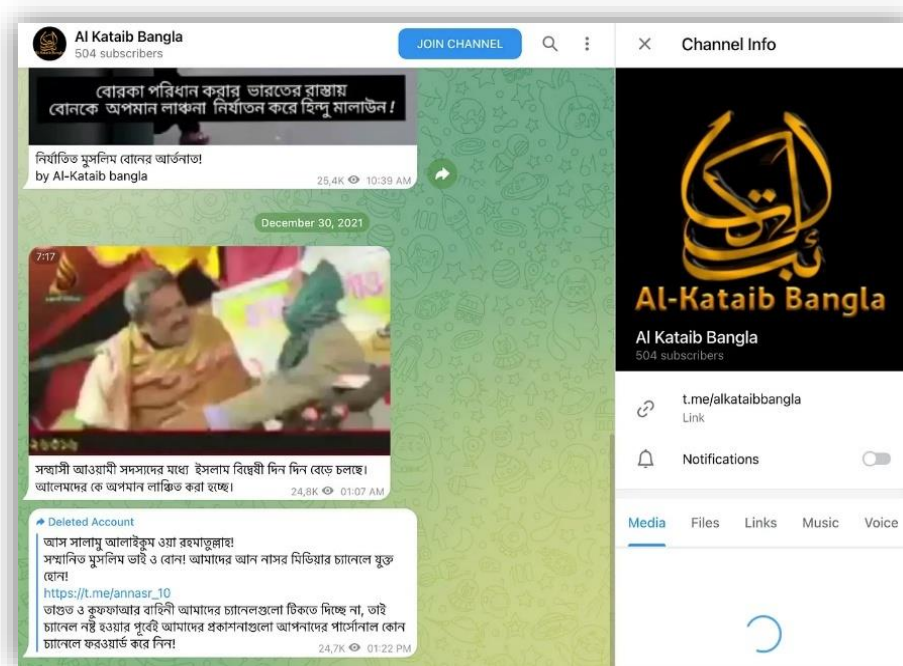 Al Kataib Bangla
504 subscribers
JOIN CHANNEL
বোরকা পরিধান করার ভারতের রাস্তায়
বোনকে অপমান লাঞ্চনা নির্যাতন করে হিন্দু মালাউন !
নির্যাতিত মুসলিম বোনের আর্তনাত!
by Al-Kataib bangla
25,4K 10:39 AM
December 30, 2021
7:17
সন্ত্রাসী আওয়ামী সদস্যদের মধ্যে ইসলাম বিদ্বেষী দিন দিন বেড়ে চলছে।
আলেমদের কে অপমান লাঞ্চিত করা হচ্ছে।
24,8K 01:07 AM
Deleted Account
আস সালামু আলাইকুম ওয়া রহমাতুল্লাহ!
সম্মানিত মুসলিম ভাই ও বোন! আমাদের আন নাসর মিডিয়ার চ্যানেলে যুক্ত
হোন!
https://t.me/annasr_10
তাগুত ও কুফফাআর বাহিনী আমাদের চ্যানেলগুলো টিকতে দিচ্ছে না, তাই
চ্যানেল নষ্ট হওয়ার পূর্বেই আমাদের প্রকাশনাগুলো আপনাদের পার্সোনাল কোন
চ্যানেলে ফরওয়ার্ড করে নিন!
24,7K 01:22 PM
Channel Info
Al-Kataib Bangla
Al Kataib Bangla
504 subscribers
t.me/alkataibbangla
Link
Notifications
Media Files Links Music Voice